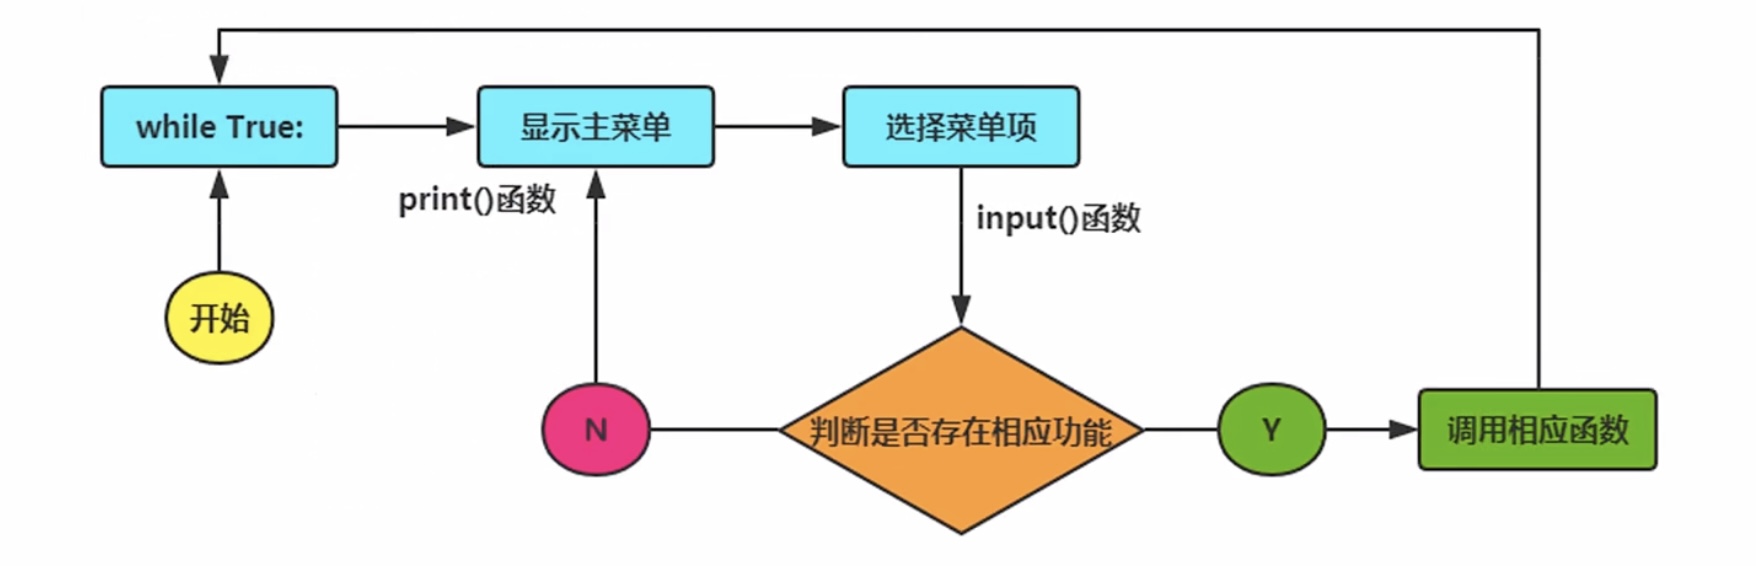 while True:
显示主菜单
选择菜单项
print()函数
input()函数
开始
N
判断是否存在相应功能
Y
调用相应函数